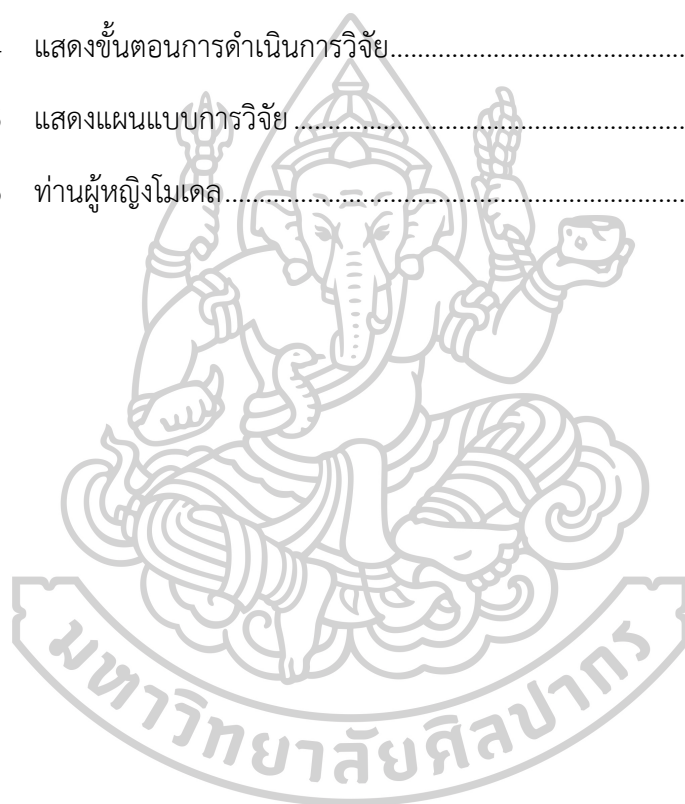 แสดงขั้นตอนการดำเนินการวิจัย........................................................
แสดงแผนแบบการวิจัย........................................................................
ท่านผู้หญิงโมเดล..................................................................................
มหาวิทยาลัยศิลปากร